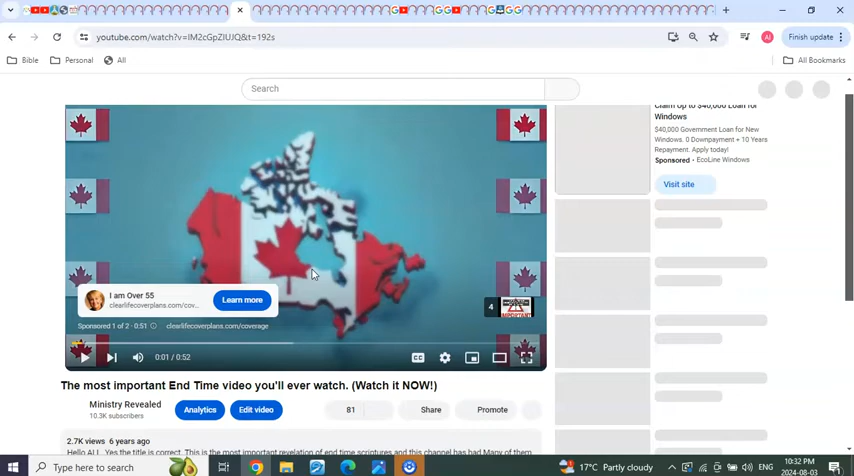 youtube.com/watch?v=IM2cGpZIUJQ&t=192s
AI
Finish update
Bible
Personal
All
All Bookmarks
Search
Claim Up to $40,000 Loan for
Windows
$40,000 Government Loan for New
Windows. 0 Downpayment + 10 Years
Repayment. Apply today!
Sponsored • EcoLine Windows
Visit site
I am Over 55
clearlifecoverplans.com/cov...
Learn more
4
IMPORTANT
Sponsored 1 of 2 · 0:51
clearlifecoverplans.com/coverage
0:01 / 0:52
CC
The most important End Time video you'll ever watch. (Watch it NOW!)
Ministry Revealed
10.3K subscribers
Analytics
Edit video
81
Share
Promote
2.7K views 6 years ago
Hello ALL, Yes the title is correct. This is the most important revelation of end time scriptures and this channel has had Many of them
Type here to search
17°C Partly cloudy
ENG
10:32 PM
2024-08-03